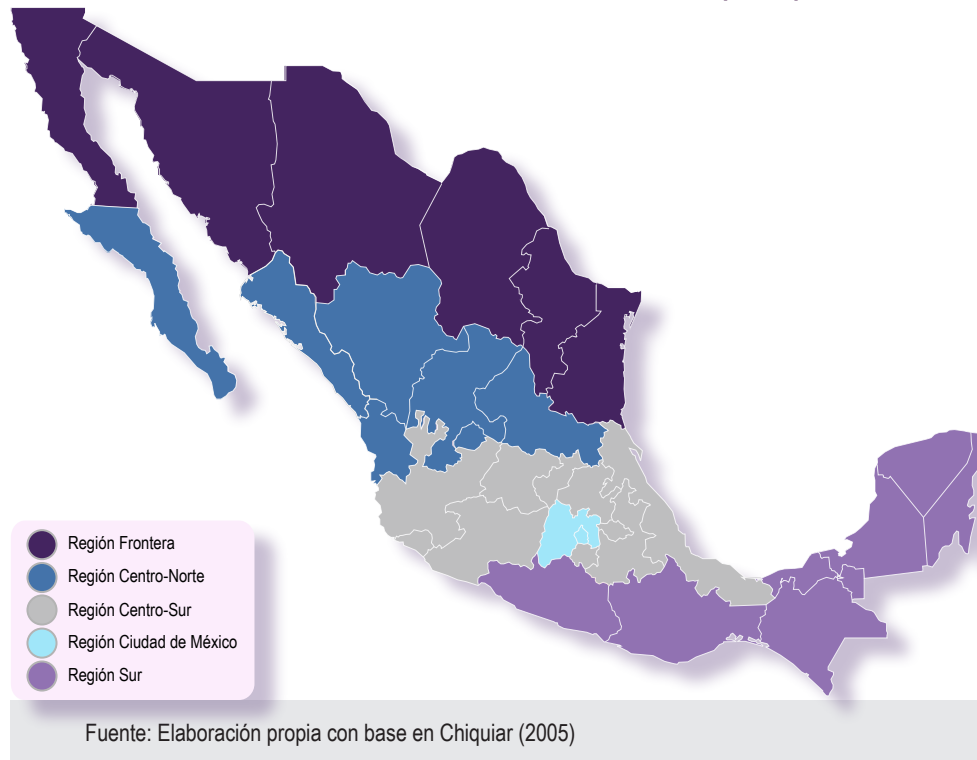 Región Frontera
Región Centro-Norte
Región Centro-Sur
Región Ciudad de México
Región Sur
Fuente: Elaboración propia con base en Chiquiar (2005)